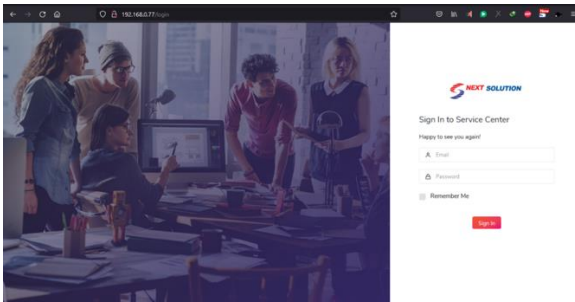 192.168.0.77/login
NEXT SOLUTION
Sign In to Service Center
Happy to see you again!
Email
Password
Remember Me
Sign In